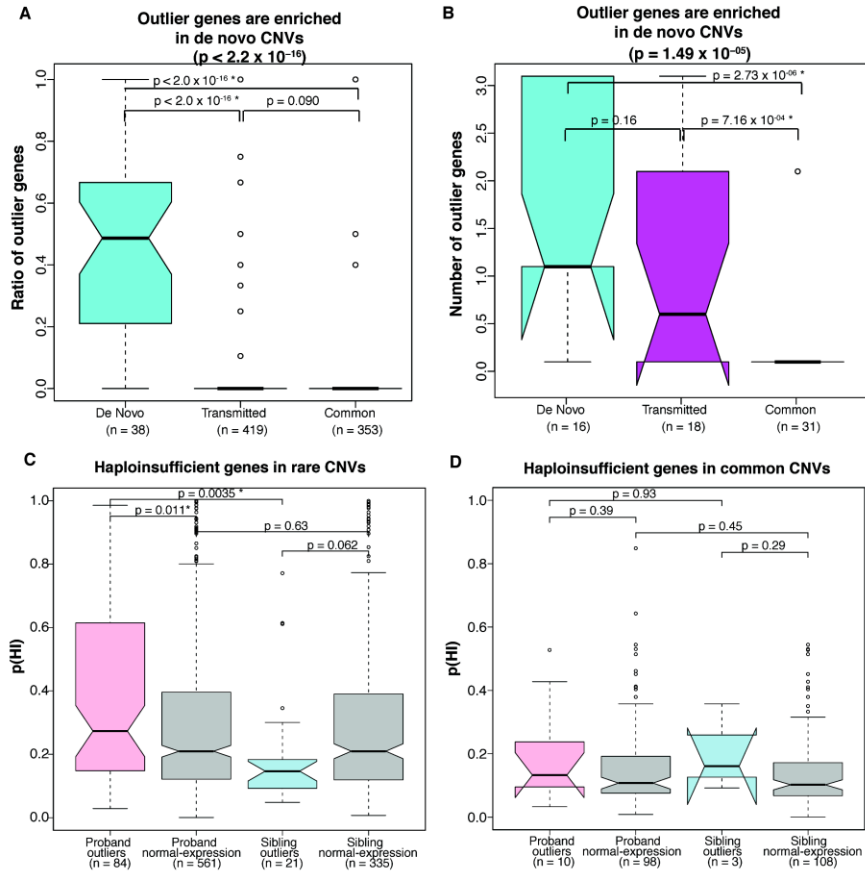 A
Outlier genes are enriched
in de novo CNVs
(p < 2.2 x 10⁻¹⁶)
p < 2.0 x 10⁻¹⁶ *
p < 2.0 x 10⁻¹⁶ *
p = 0.090
Ratio of outlier genes
1.0
0.8
0.6
0.4
0.2
0.0
De Novo
(n = 38)
Transmitted
(n = 419)
Common
(n = 353)
B
Outlier genes are enriched
in de novo CNVs
(p = 1.49 x 10⁻⁰⁵)
p = 2.73 x 10⁻⁰⁶ *
p = 0.16
p = 7.16 x 10⁻⁰⁴ *
Number of outlier genes
3.0
2.5
2.0
1.5
1.0
0.5
0.0
De Novo
(n = 16)
Transmitted
(n = 18)
Common
(n = 31)
C
Haploinsufficient genes in rare CNVs
p = 0.0035 *
p = 0.011*
p = 0.63
p = 0.062
p(HI)
1.0
0.8
0.6
0.4
0.2
0.0
Proband
outliers
(n = 84)
Proband
normal-expression
(n = 561)
Sibling
outliers
(n = 21)
Sibling
normal-expression
(n = 335)
D
Haploinsufficient genes in common CNVs
p = 0.93
p = 0.39
p = 0.45
p = 0.29
p(HI)
1.0
0.8
0.6
0.4
0.2
0.0
Proband
outliers
(n = 10)
Proband
normal-expression
(n = 98)
Sibling
outliers
(n = 3)
Sibling
normal-expression
(n = 108)